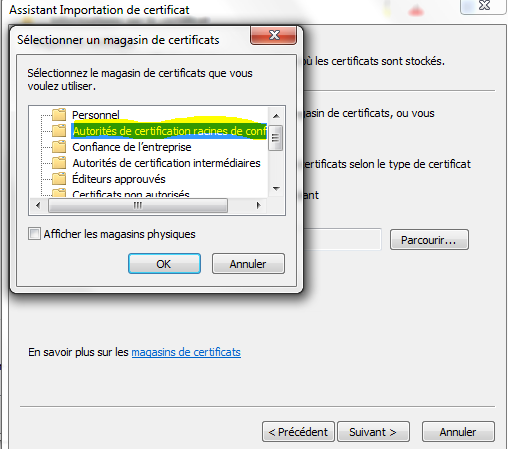 Assistant Importation de certificat
Sélectionner un magasin de certificats
Sélectionnez le magasin de certificats que vous
voulez utiliser.
Personnel
Autorités de certification racines de conf
Confiance de l'entreprise
Autorités de certification intermédiaires
Éditeurs approuvés
Certificats non autorisés
Afficher les magasins physiques
OK
Annuler
où les certificats sont stockés.
asin de certificats, ou vous
ertificats selon le type de certificat
ant
Parcourir...
En savoir plus sur les magasins de certificats
< Précédent
Suivant >
Annuler